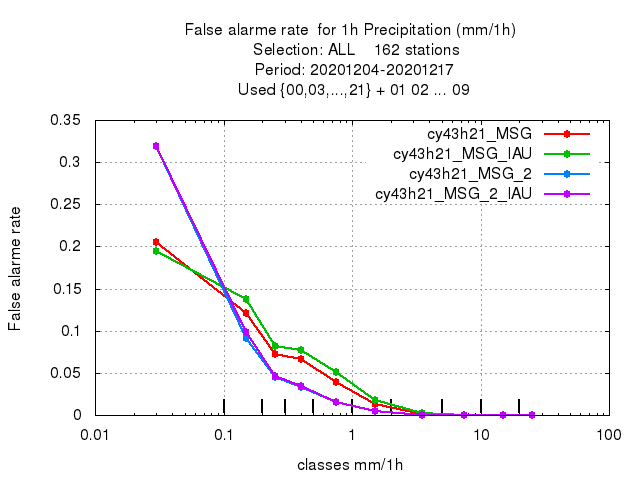 False alarme rate  for 1h Precipitation (mm/1h)
Selection: ALL    162 stations
Period: 20201204-20201217
Used {00,03,...,21} + 01 02 ... 09
False alarme rate
0.35
0.3
0.25
0.2
0.15
0.1
0.05
0
cy43h21_MSG
cy43h21_MSG_IAU
cy43h21_MSG_2
cy43h21_MSG_2_IAU
0.01 0.1 1 10 100
classes mm/1h